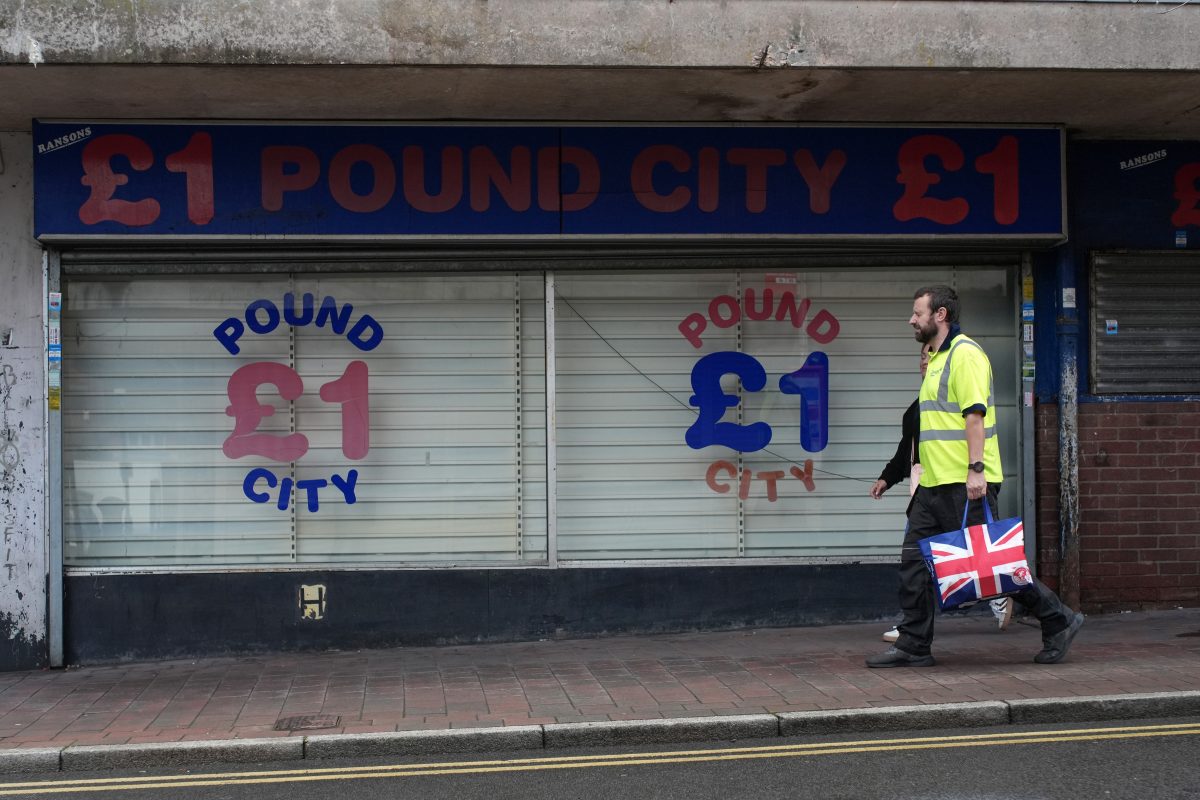 RANSONS
£1 POUND CITY £1
RANSONS
£
POUND
£1
CITY
POUND
£1
CITY
H